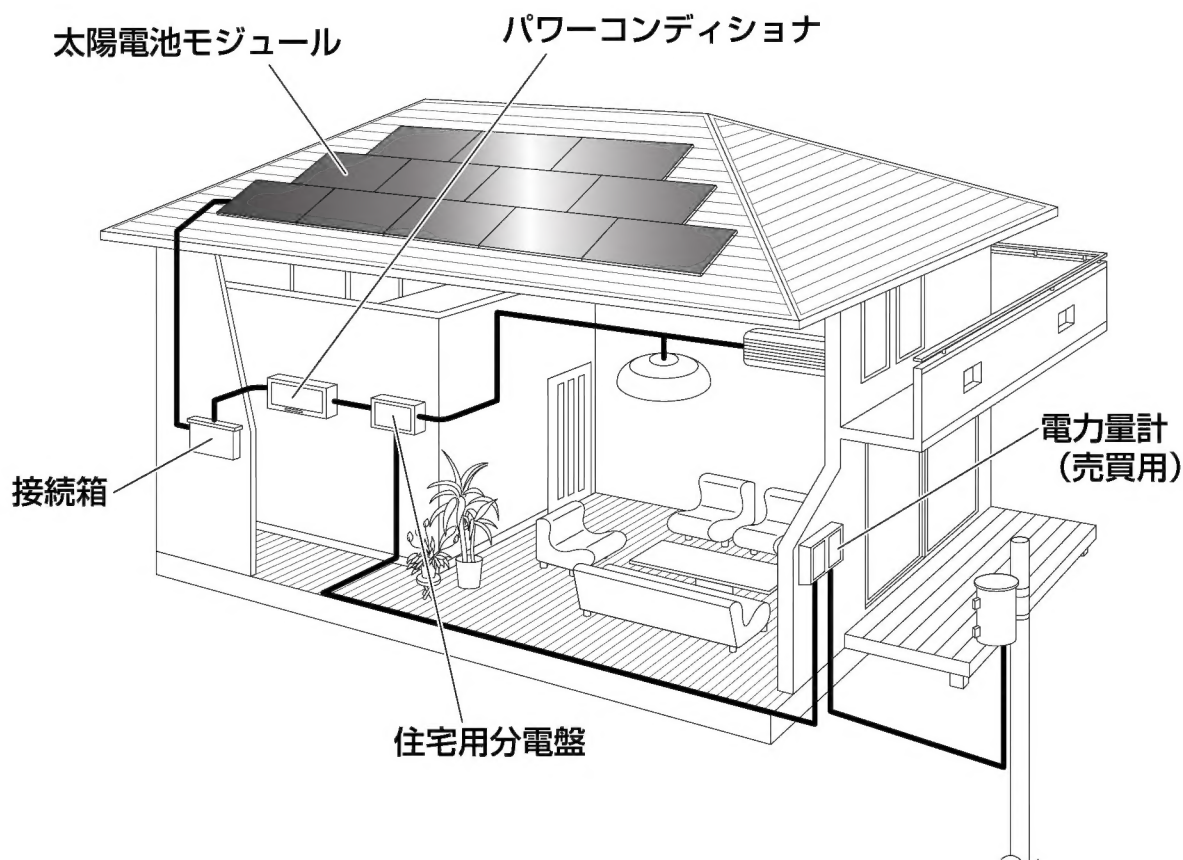 太陽電池モジュール
パワーコンディショナ
接続箱
電力量計
（売買用）
住宅用分電盤